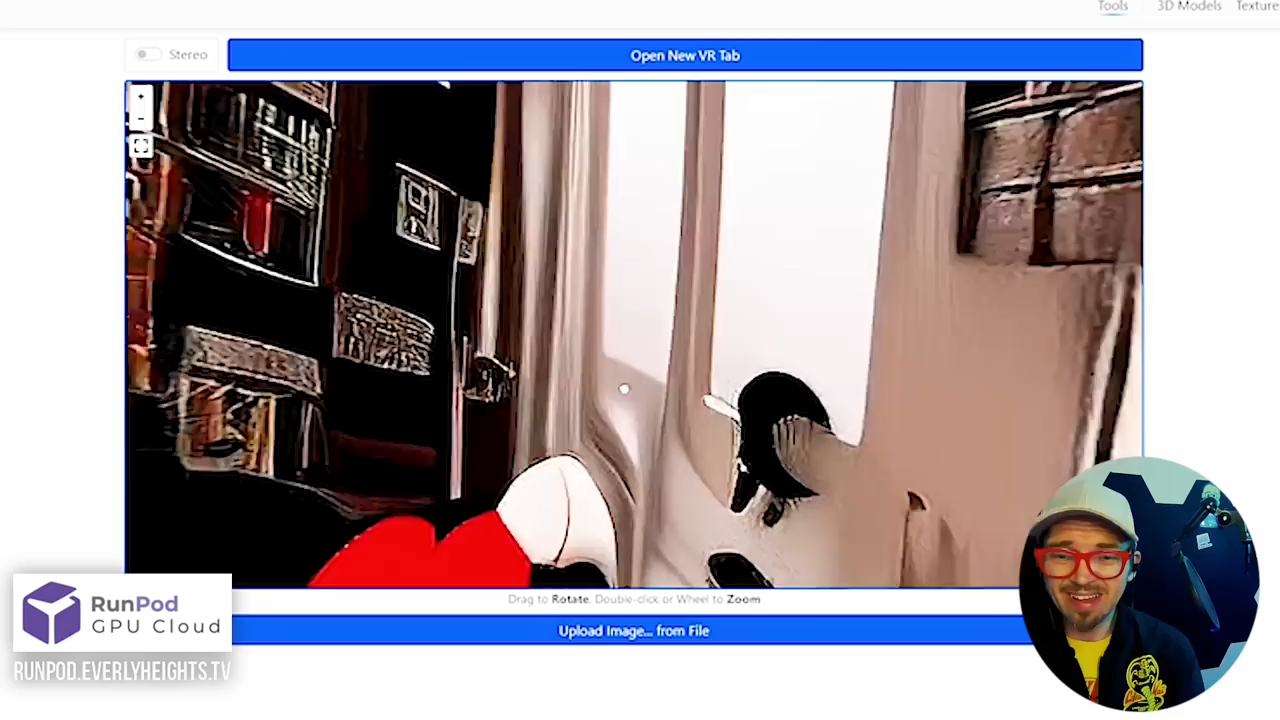 Tools
3D Models
Texture
Stereo
Open New VR Tab
+
-
Drag to Rotate. Double-click or Wheel to Zoom
Upload Image... from File
RunPod
GPU Cloud
RUNPOD.EVERLYHEIGHTS.TV